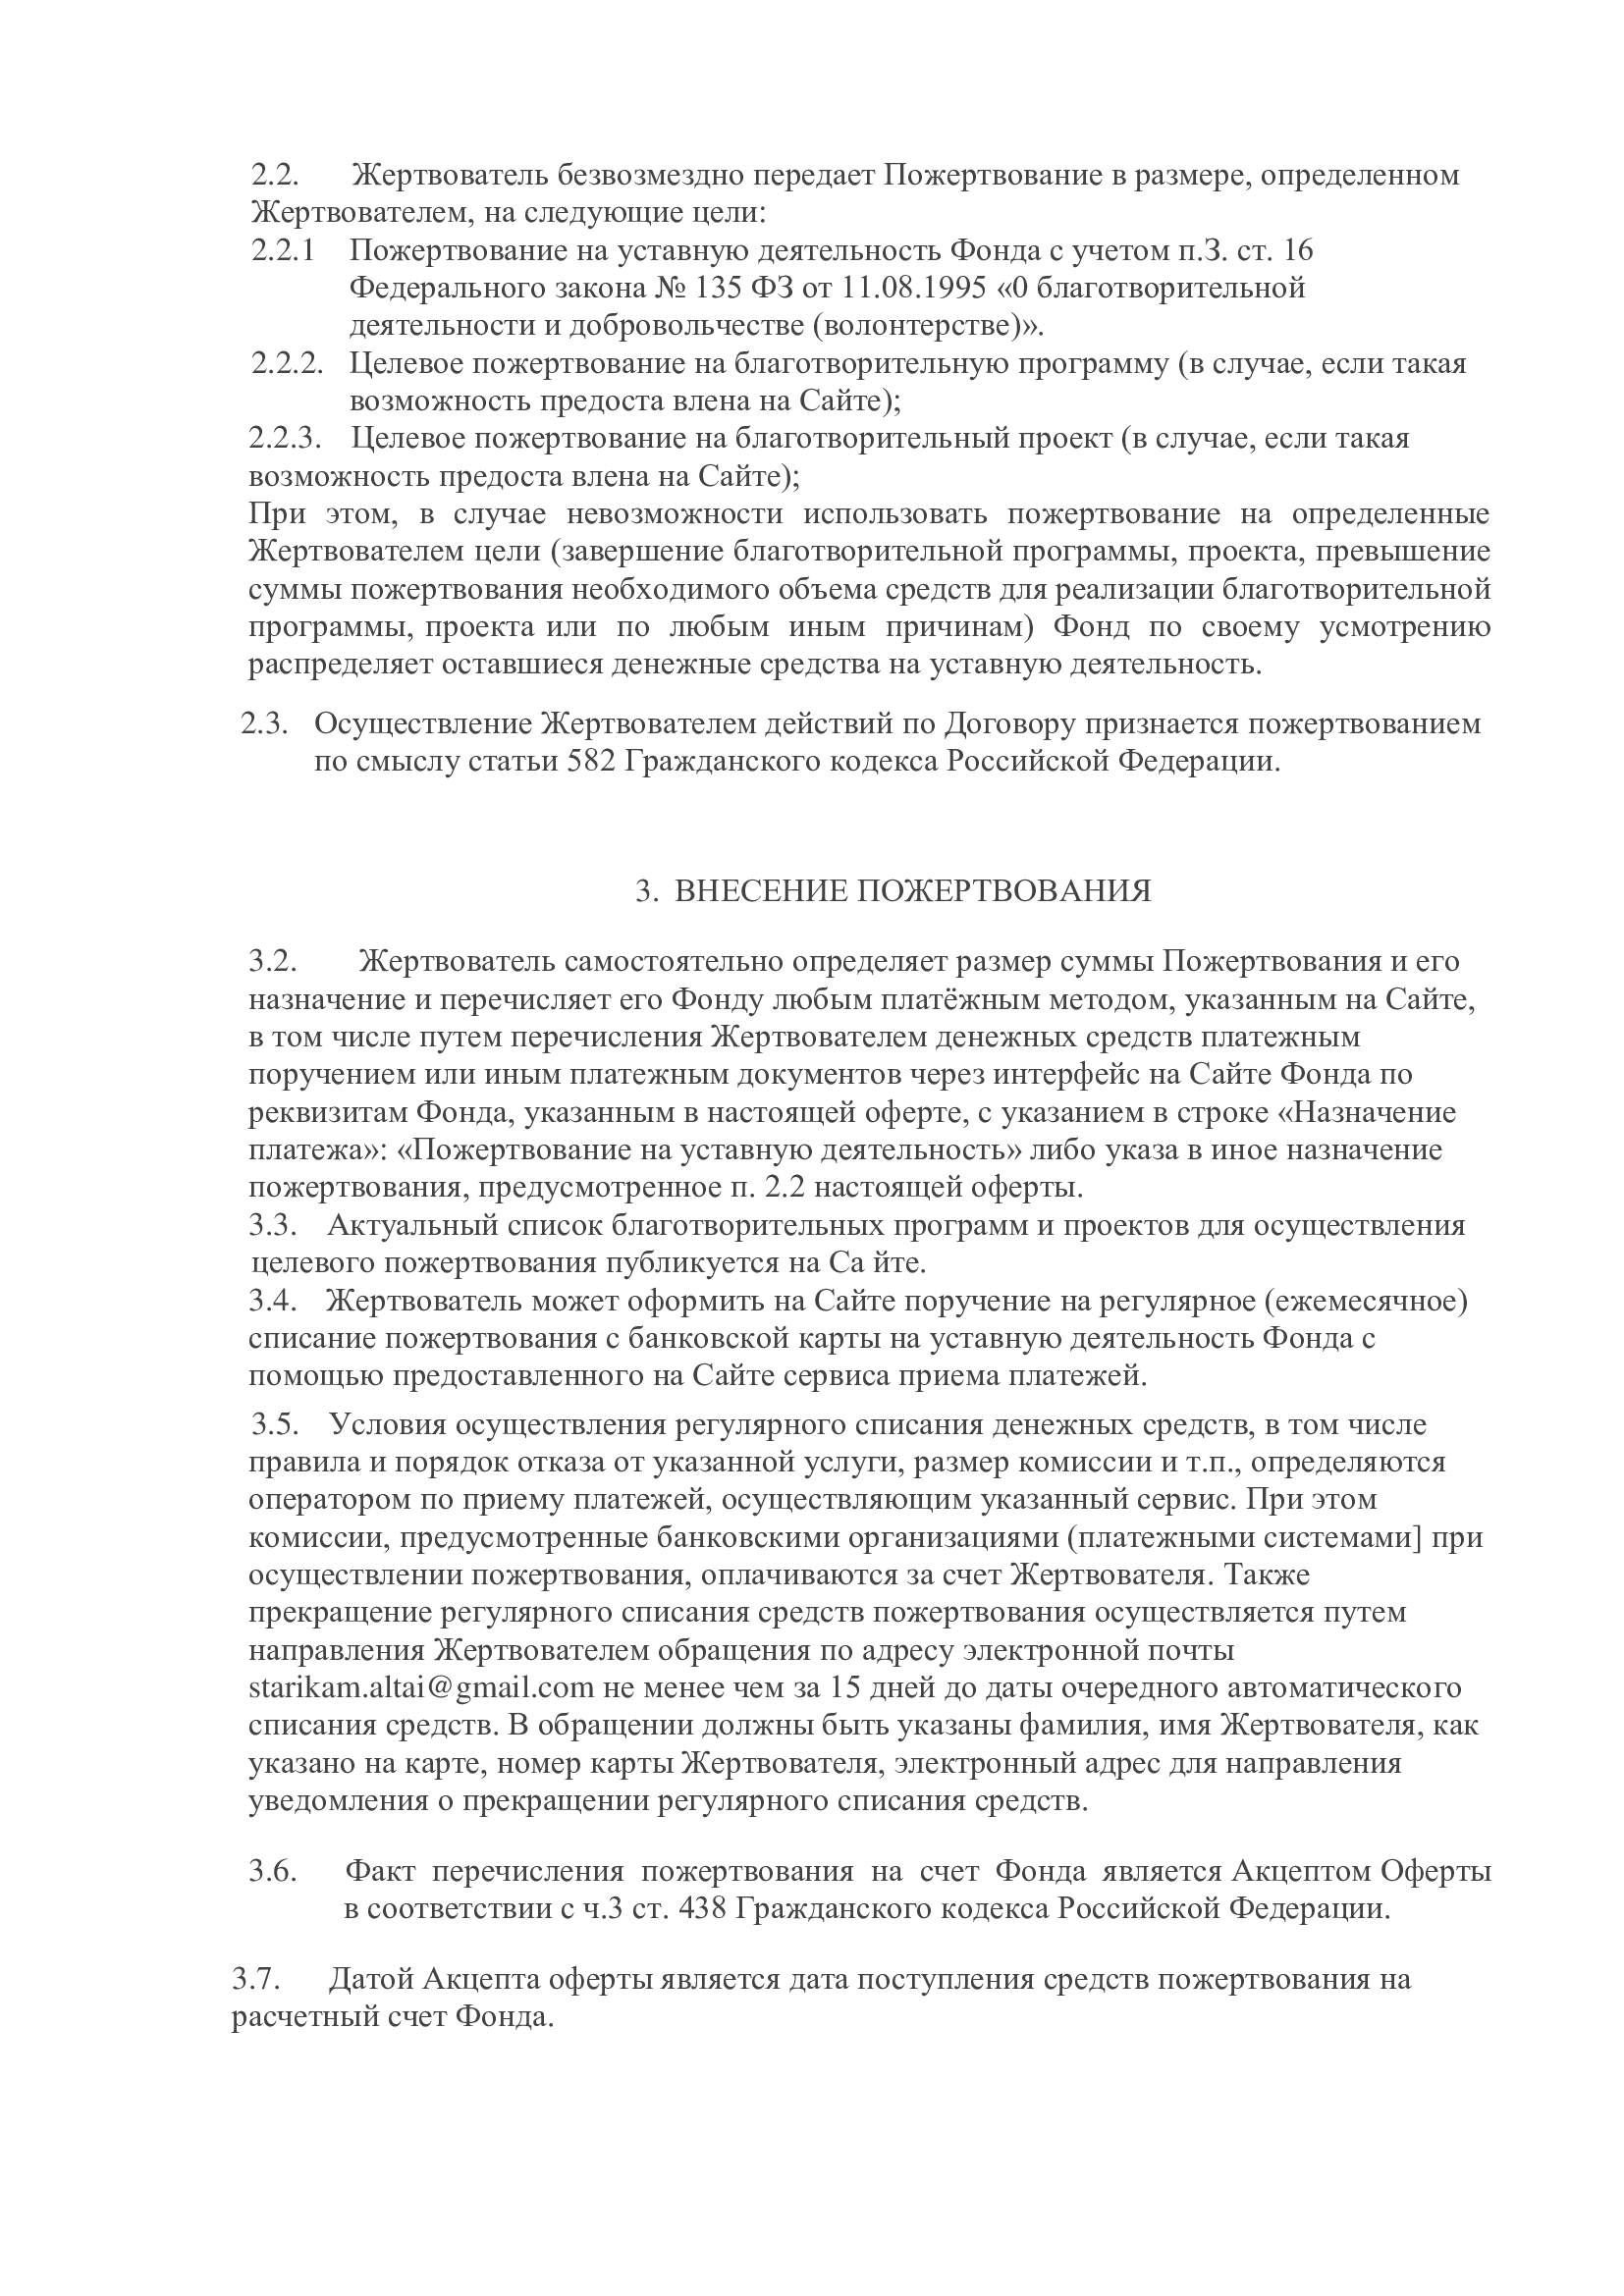 2.2. Жертвователь безвозмездно передает Пожертвование в размере, определенном
Жертвователем, на следующие цели:
2.2.1 Пожертвование на уставную деятельность Фонда с учетом п.З. ст. 16
Федерального закона № 135 ФЗ от 11.08.1995 «0 благотворительной
деятельности и добровольчестве (волонтерстве)».
2.2.2. Целевое пожертвование на благотворительную программу (в случае, если такая
возможность предоста влена на Сайте);
2.2.3. Целевое пожертвование на благотворительный проект (в случае, если такая
возможность предоста влена на Сайте);
При этом, в случае невозможности использовать пожертвование на определенные
Жертвователем цели (завершение благотворительной программы, проекта, превышение
суммы пожертвования необходимого объема средств для реализации благотворительной
программы, проекта или по любым иным причинам) Фонд по своему усмотрению
распределяет оставшиеся денежные средства на уставную деятельность.
2.3. Осуществление Жертвователем действий по Договору признается пожертвованием
по смыслу статьи 582 Гражданского кодекса Российской Федерации.
3. ВНЕСЕНИЕ ПОЖЕРТВОВАНИЯ
3.2. Жертвователь самостоятельно определяет размер суммы Пожертвования и его
назначение и перечисляет его Фонду любым платёжным методом, указанным на Сайте,
в том числе путем перечисления Жертвователем денежных средств платежным
поручением или иным платежным документов через интерфейс на Сайте Фонда по
реквизитам Фонда, указанным в настоящей оферте, с указанием в строке «Назначение
платежа»: «Пожертвование на уставную деятельность» либо указа в иное назначение
пожертвования, предусмотренное п. 2.2 настоящей оферты.
3.3. Актуальный список благотворительных программ и проектов для осуществления
целевого пожертвования публикуется на Са йте.
3.4. Жертвователь может оформить на Сайте поручение на регулярное (ежемесячное)
списание пожертвования с банковской карты на уставную деятельность Фонда с
помощью предоставленного на Сайте сервиса приема платежей.
3.5. Условия осуществления регулярного списания денежных средств, в том числе
правила и порядок отказа от указанной услуги, размер комиссии и т.п., определяются
оператором по приему платежей, осуществляющим указанный сервис. При этом
комиссии, предусмотренные банковскими организациями (платежными системами] при
осуществлении пожертвования, оплачиваются за счет Жертвователя. Также
прекращение регулярного списания средств пожертвования осуществляется путем
направления Жертвователем обращения по адресу электронной почты
starikam.altai@gmail.com не менее чем за 15 дней до даты очередного автоматического
списания средств. В обращении должны быть указаны фамилия, имя Жертвователя, как
указано на карте, номер карты Жертвователя, электронный адрес для направления
уведомления о прекращении регулярного списания средств.
3.6. Факт перечисления пожертвования на счет Фонда является Акцептом Оферты
в соответствии с ч.3 ст. 438 Гражданского кодекса Российской Федерации.
3.7. Датой Акцепта оферты является дата поступления средств пожертвования на
расчетный счет Фонда.